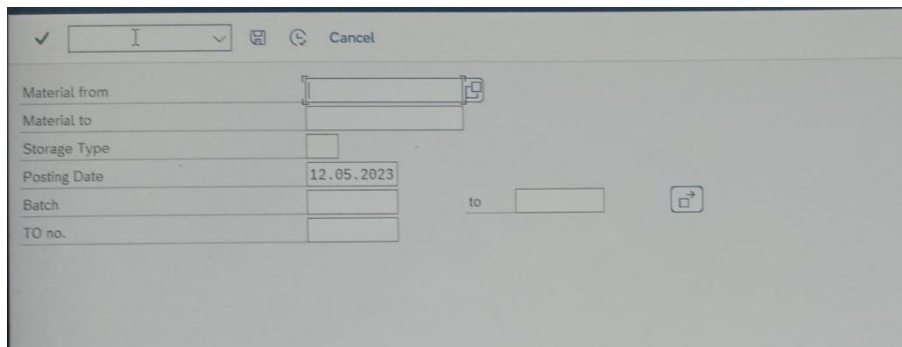 Cancel
Material from
Material to
Storage Type
Posting Date 12.05.2023
Batch to
TO no.